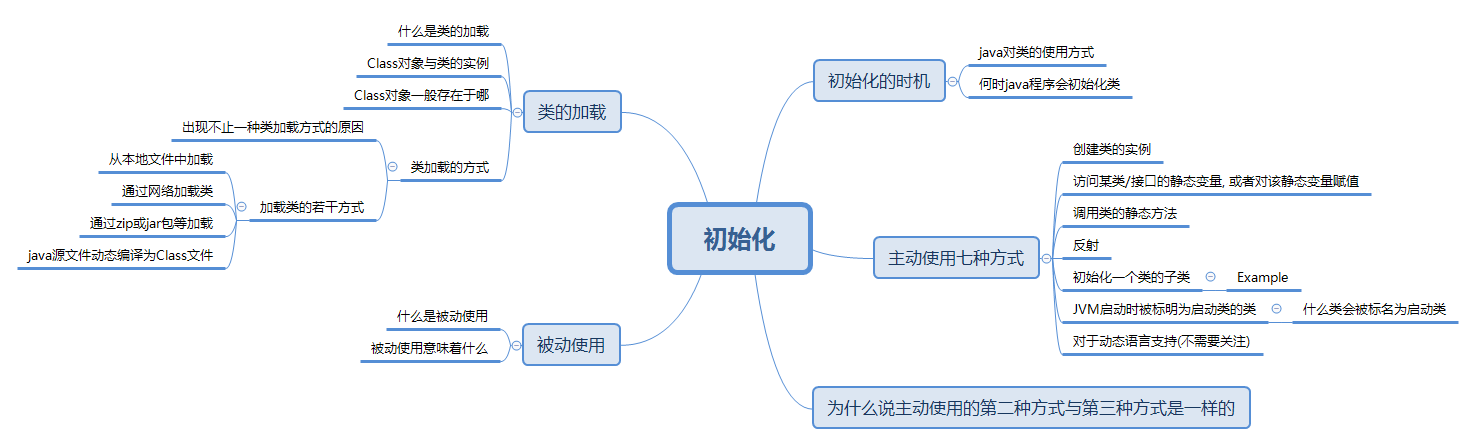 初始化
初始化的时机
java对类的使用方式
何时java程序会初始化类
主动使用七种方式
创建类的实例
访问某类/接口的静态变量, 或者对该静态变量赋值
调用类的静态方法
反射
初始化一个类的子类
Example
JVM启动时被标明为启动类的类
什么类会被标名为启动类
对于动态语言支持(不需要关注)
为什么说主动使用的第二种方式与第三种方式是一样的
类的加载
什么是类的加载
Class对象与类的实例
Class对象一般存在于哪
类加载的方式
出现不止一种类加载方式的原因
加载类的若干方式
从本地文件中加载
通过网络加载类
通过zip或jar包等加载
java源文件动态编译为Class文件
被动使用
什么是被动使用
被动使用意味着什么